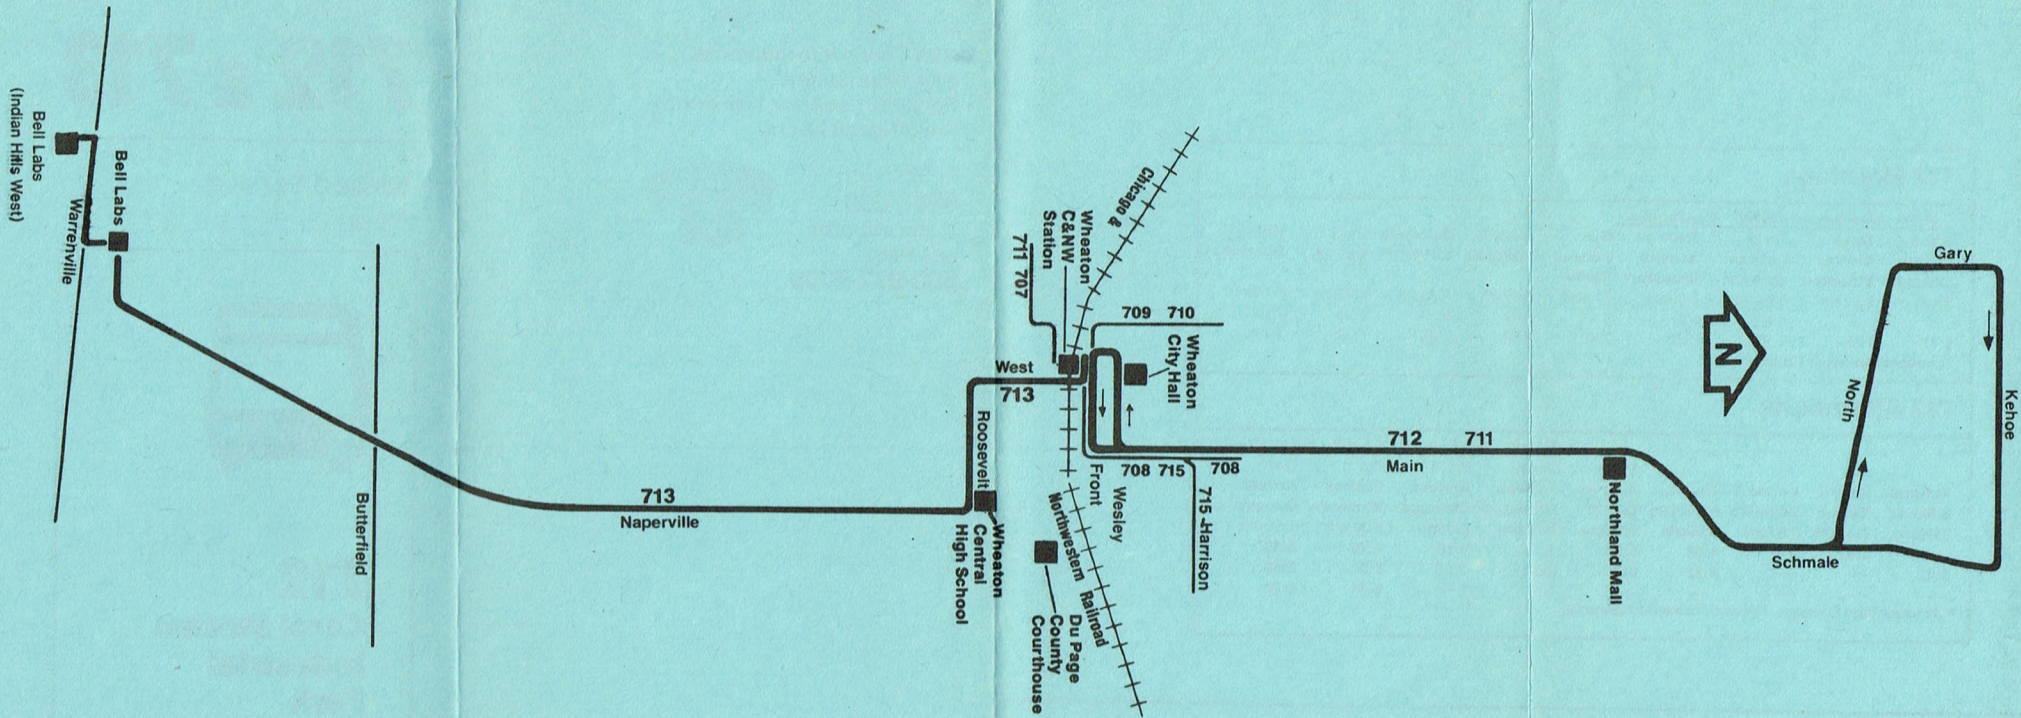 Bell Labs
(Indian Hills West)
Warrenville
Bell Labs
Butterfield
713
Naperville
Wheaton
Central
High School
Roosevelt
West
713
711 707
Wheaton
C&NW
Station
Chicago &
Northwestern Railroad
Du Page
County
Courthouse
709 710
Wheaton
City Hall
Front
Wesley
708 715 708
715-Harrison
712 711
Main
Northland Mall
N
Schmale
North
Gary
Kehoe